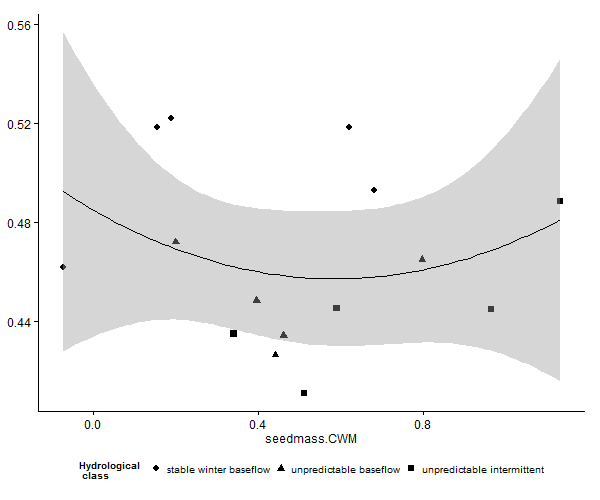 0.56
0.52
0.48
0.44
0.0 0.4 0.8
seedmass.CWM
Hydrological
class
stable winter baseflow unpredictable baseflow unpredictable intermittent